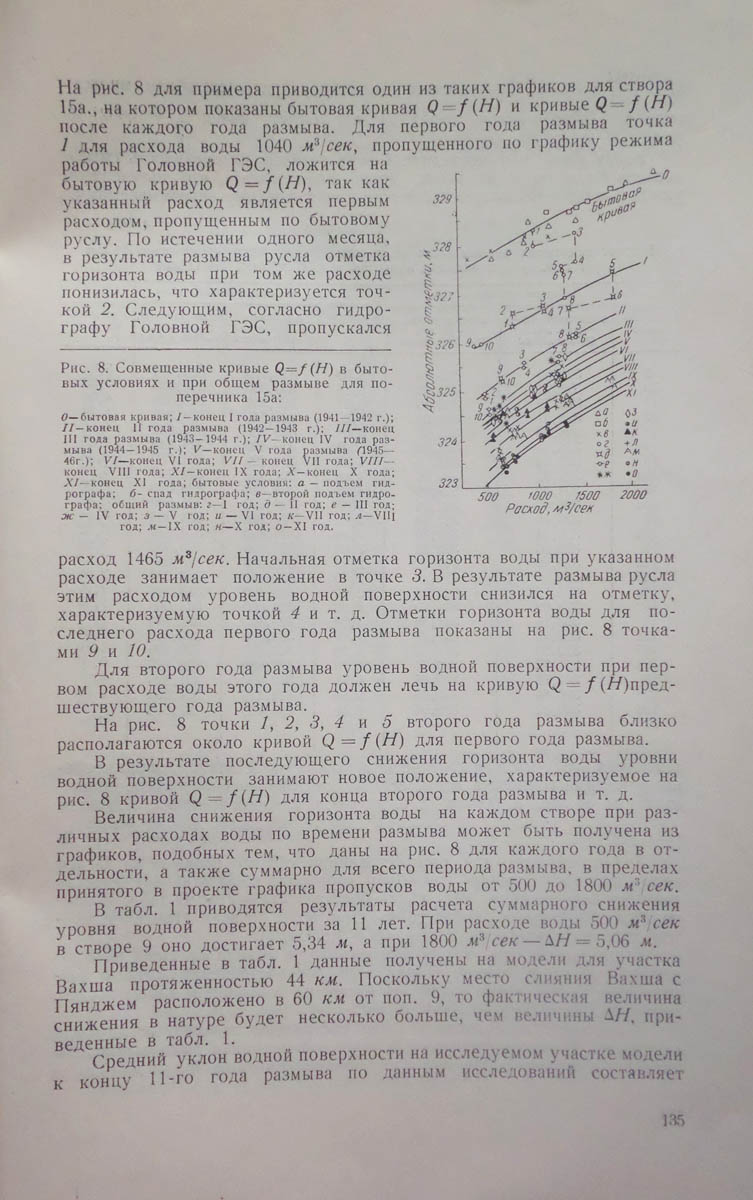 На рис. 8 для примера приводится один из таких графиков для створа
15а., на котором показаны бытовая кривая Q=f(H) и кривые Q=f(H)
после каждого года размыва. Для первого года размыва точка
1 для расхода воды 1040 м³/сек, пропущенного по графику режима
работы Головной ГЭС, ложится на
бытовую кривую Q=f(H), так как
указанный расход является первым
расходом, пропущенным по бытовому
руслу. По истечении одного месяца,
в результате размыва русла отметка
горизонта воды при том же расходе
понизилась, что характеризуется точ-
кой 2. Следующим, согласно гидро-
графу Головной ГЭС, пропускался
Рис. 8. Совмещенные кривые Q=f(H) в быто-
вых условиях и при общем размыве для по-
перечника 15а:
О—бытовая кривая; I—конец I года размыва (1941—1942 г.);
II—конец II года размыва (1942—1943 г.); III—конец
III года размыва (1943—1944 г.); IV—конец IV года раз-
мыва (1944—1945 г.); V—конец V года размыва (1945—
46г.); VI—конец VI года; VII—конец VII года; VIII—
конец VIII года; XI—конец IX года; X—конец X года;
XI—конец XI года; бытовые условия: а — подъем гид-
рографа; б- спад гидрографа; в—второй подъем гидро-
графа; общий размыв: г—I год; д — II год; е — III год;
ж — IV год; з — V год; и — VI год; к—VII год; л—VIII
год; м—IX год; н—X год; о—XI год.
Абсолютные отметки, м
329
328
327
326
325
324
323
500 1000 1500 2000
Расход, м³/сек
Бытовая
кривая
О
I
II
III
IV
V
VI
VII
VIII
X
XI
а з
б и
в к
г л
д м
е н
ж о
расход 1465 м³/сек. Начальная отметка горизонта воды при указанном
расходе занимает положение в точке 3. В результате размыва русла
этим расходом уровень водной поверхности снизился на отметку,
характеризуемую точкой 4 и т. д. Отметки горизонта воды для по-
следнего расхода первого года размыва показаны на рис. 8 точка-
ми 9 и 10.
Для второго года размыва уровень водной поверхности при пер-
вом расходе воды этого года должен лечь на кривую Q=f(H)пред-
шествующего года размыва.
На рис. 8 точки 1, 2, 3, 4 и 5 второго года размыва близко
располагаются около кривой Q=f(H) для первого года размыва.
В результате последующего снижения горизонта воды уровни
водной поверхности занимают новое положение, характеризуемое на
рис. 8 кривой Q=f(H) для конца второго года размыва и т. д.
Величина снижения горизонта воды на каждом створе при раз-
личных расходах воды по времени размыва может быть получена из
графиков, подобных тем, что даны на рис. 8 для каждого года в от-
дельности, а также суммарно для всего периода размыва, в пределах
принятого в проекте графика пропусков воды от 500 до 1800 м³/сек.
В табл. 1 приводятся результаты расчета суммарного снижения
уровня водной поверхности за 11 лет. При расходе воды 500 м³/сек
в створе 9 оно достигает 5,34 м, а при 1800 м³/сек — ΔH = 5,06 м.
Приведенные в табл. 1 данные получены на модели для участка
Вахша протяженностью 44 км. Поскольку место слияния Вахша с
Пянджем расположено в 60 км от поп. 9, то фактическая величина
снижения в натуре будет несколько больше, чем величины ΔH, при-
веденные в табл. 1.
Средний уклон водной поверхности на исследуемом участке модели
к концу 11-го года размыва по данным исследований составляет
135